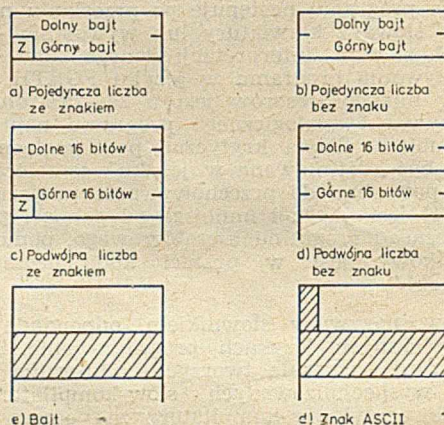 Dolny bajt
Z Górny bajt
a) Pojedyncza liczba
ze znakiem
Dolny bajt
Górny bajt
b) Pojedyncza liczba
bez znaku
Dolne 16 bitów
Górne 16 bitów
Z
c) Podwójna liczba
ze znakiem
Dolne 16 bitów
Górne 16 bitów
d) Podwójna liczba
bez znaku
e) Bajt
d) Znak ASCII